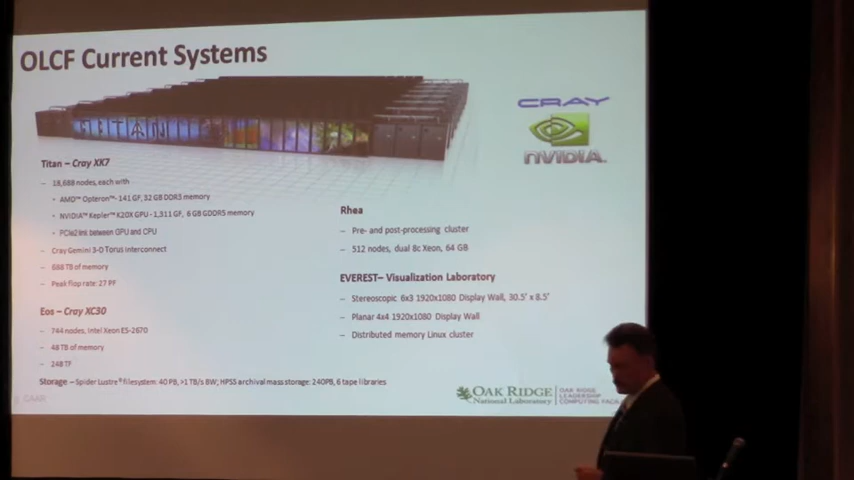 OLCF Current Systems
CRAY
NVIDIA.
TITAN
Titan – Cray XK7
– 18,688 nodes, each with
• AMD® Opteron™ - 141 GF, 32 GB DDR3 memory
• NVIDIA® Kepler™ K20X GPU - 1,311 GF, 6 GB GDDR5 memory
• PCIe2 link between GPU and CPU
– Cray Gemini 3-D Torus Interconnect
– 688 TB of memory
– Peak flop rate: 27 PF
Eos – Cray XC30
– 744 nodes, Intel Xeon E5-2670
– 48 TB of memory
– 248 TF
Rhea
– Pre- and post-processing cluster
– 512 nodes, dual 8c Xeon, 64 GB
EVEREST– Visualization Laboratory
– Stereoscopic 6x3 1920x1080 Display Wall, 30.5' x 8.5'
– Planar 4x4 1920x1080 Display Wall
– Distributed memory Linux cluster
Storage – Spider Lustre® filesystem: 40 PB, >1 TB/s BW; HPSS archival mass storage: 240PB, 6 tape libraries
CAAR
OAK RIDGE
National Laboratory
OAK RIDGE
LEADERSHIP
COMPUTING